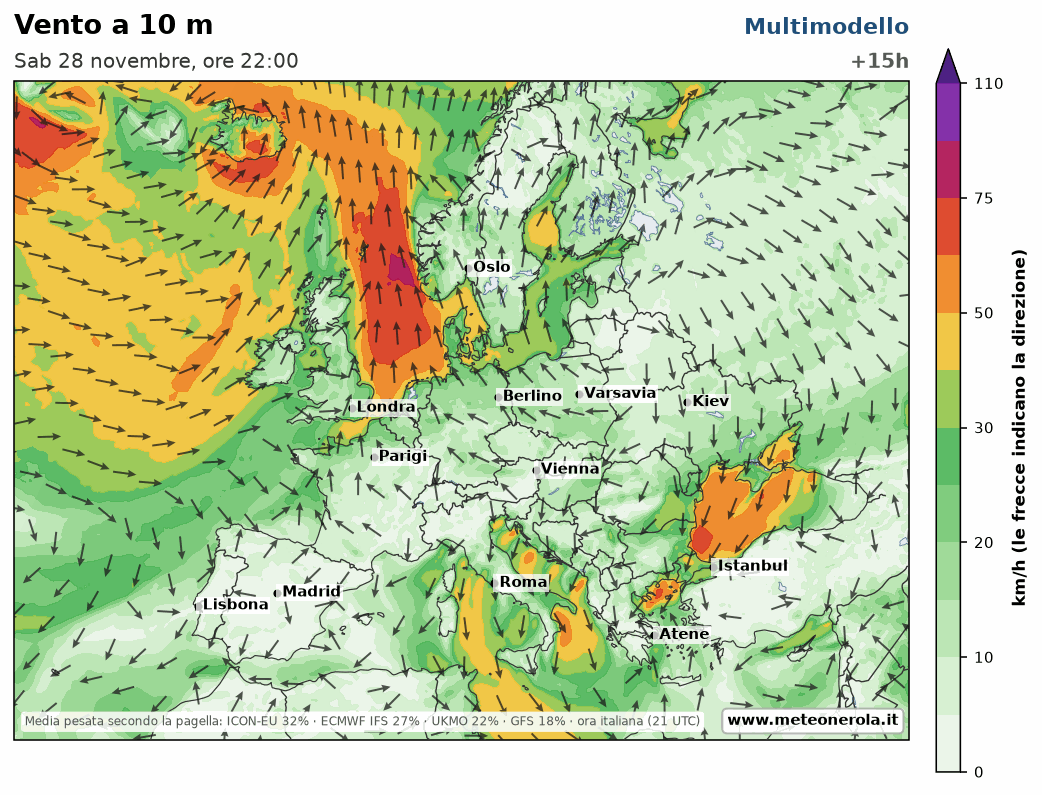 Vento a 10 m
Multimodello
Sab 28 novembre, ore 22:00
+15h
110
75
50
30
20
10
0
km/h (le frecce indicano la direzione)
Oslo
Londra
Berlino
Varsavia
Kiev
Parigi
Vienna
Istanbul
Roma
Madrid
Lisbona
Atene
Media pesata secondo la pagella: ICON-EU 32% · ECMWF IFS 27% · UKMO 22% · GFS 18% · ora italiana (21 UTC)
www.meteonerola.it